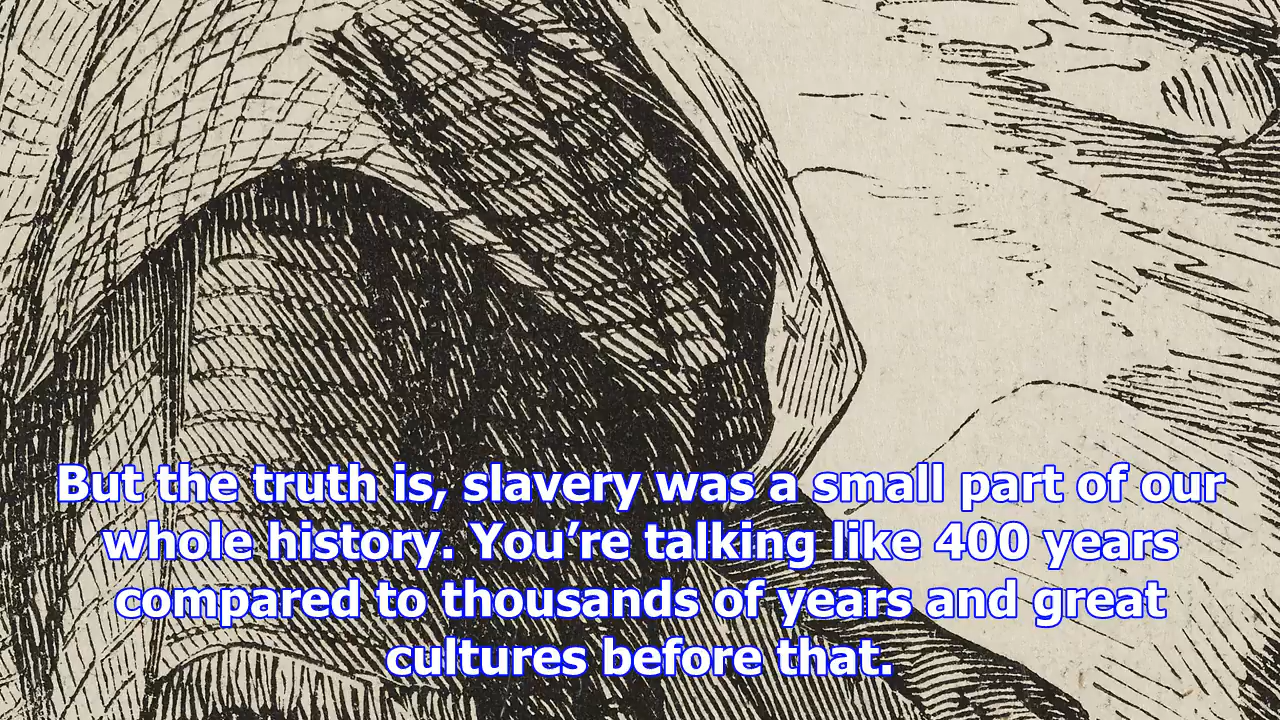 But the truth is, slavery was a small part of our
whole history. You’re talking like 400 years
compared to thousands of years and great
cultures before that.